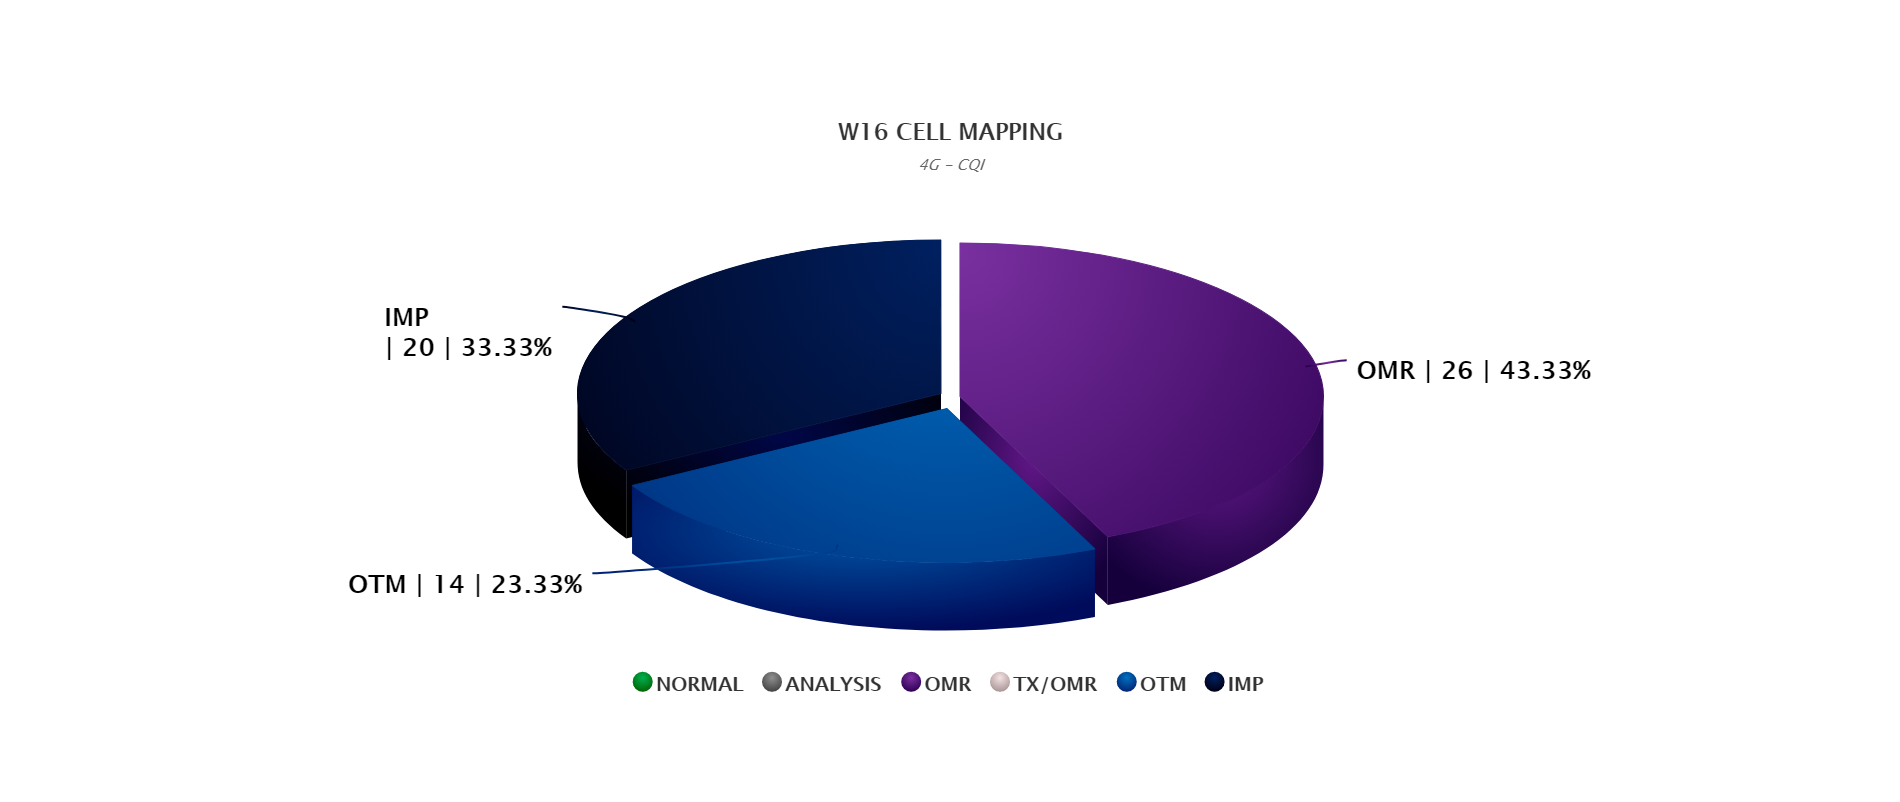 W16 CELL MAPPING
4G – CQI
IMP
| 20 | 33.33%
OMR | 26 | 43.33%
OTM | 14 | 23.33%
NORMAL ANALYSIS OMR TX/OMR OTM IMP